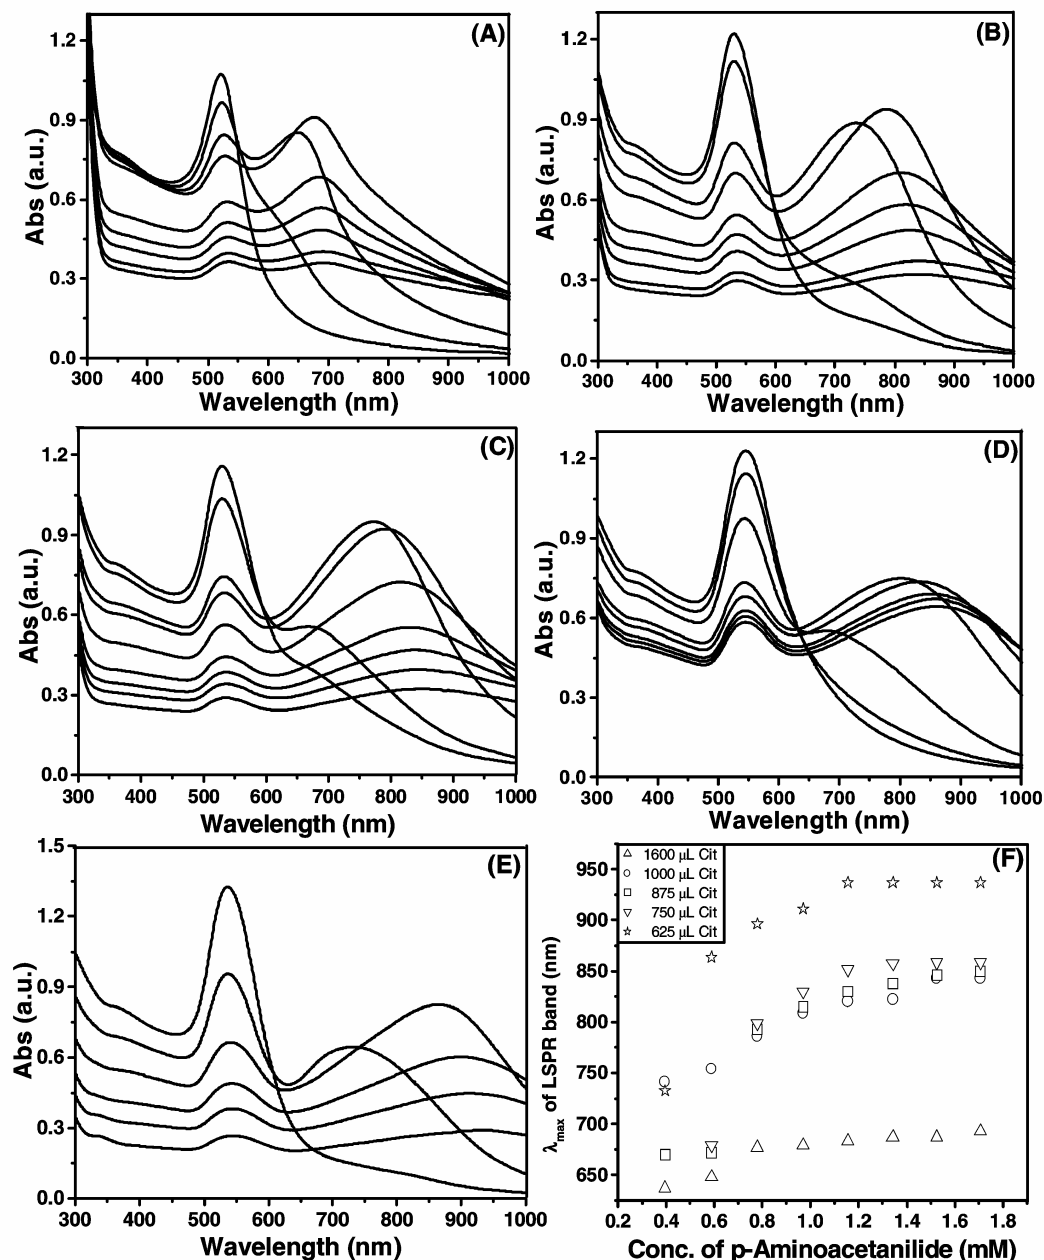 (A)
1.2
0.9
0.6
0.3
0.0
Abs (a.u.)
300 400 500 600 700 800 900 1000
Wavelength (nm)
(B)
1.2
0.9
0.6
0.3
0.0
Abs (a.u.)
300 400 500 600 700 800 900 1000
Wavelength (nm)
(C)
1.2
0.9
0.6
0.3
0.0
Abs (a.u.)
300 400 500 600 700 800 900 1000
Wavelength (nm)
(D)
1.2
0.9
0.6
0.3
0.0
Abs (a.u.)
300 400 500 600 700 800 900 1000
Wavelength (nm)
(E)
1.5
1.2
0.9
0.6
0.3
0.0
Abs (a.u.)
300 400 500 600 700 800 900 1000
Wavelength (nm)
(F)
1600 μL Cit
1000 μL Cit
875 μL Cit
750 μL Cit
625 μL Cit
950
900
850
800
750
700
650
λmax of LSPR band (nm)
0.2 0.4 0.6 0.8 1.0 1.2 1.4 1.6 1.8
Conc. of p-Aminoacetanilide (mM)